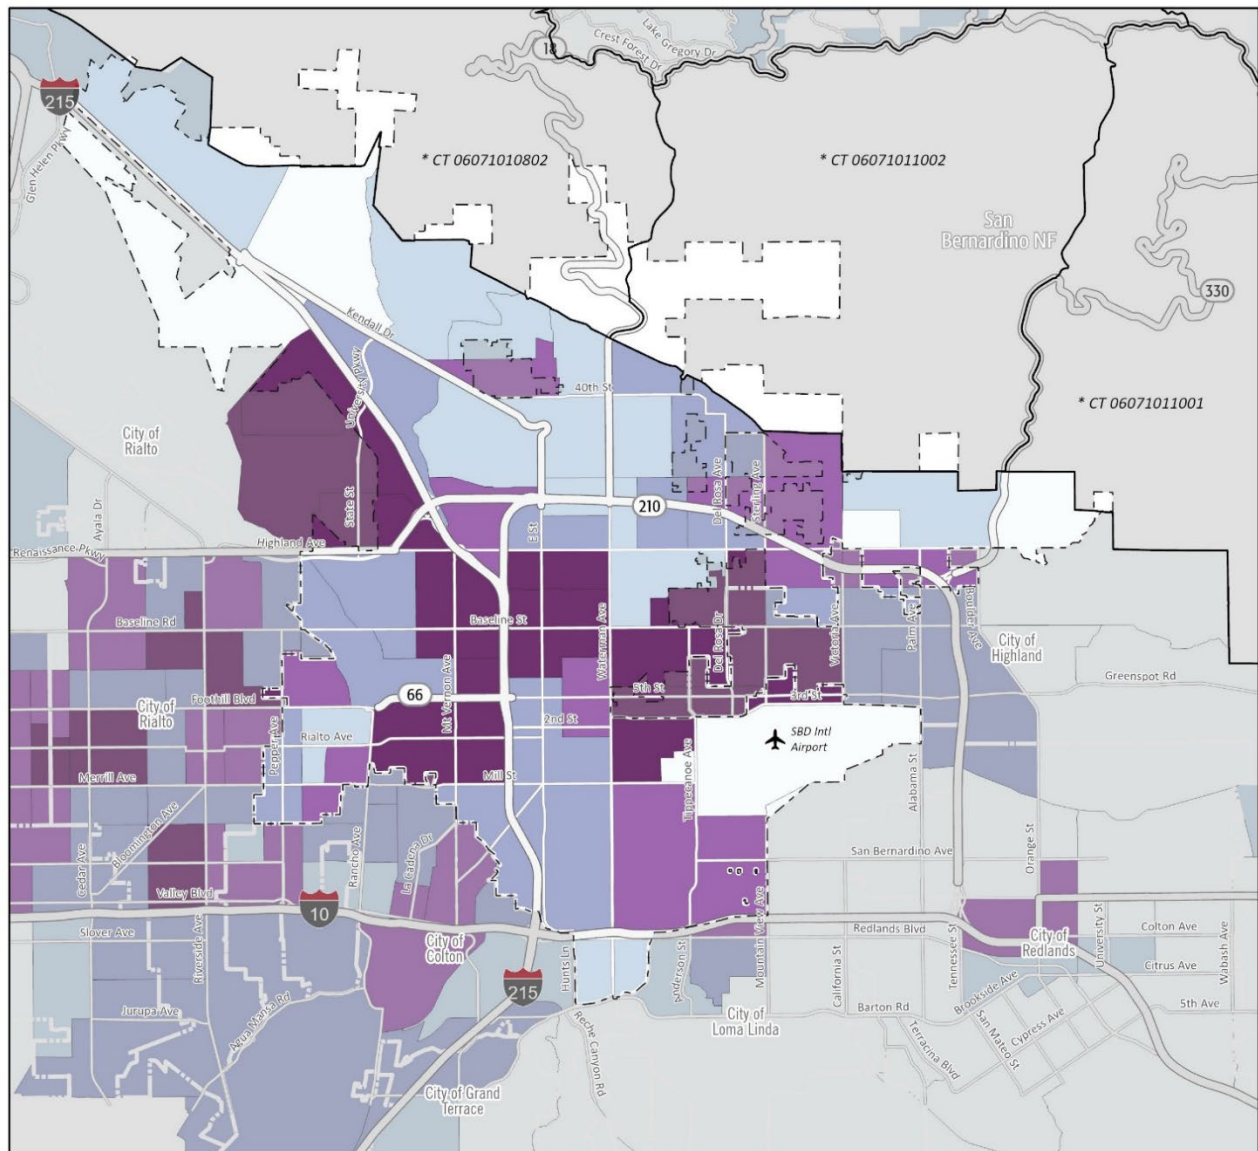 18
Lake Gregory Dr
Crest Forest Dr
215
Glen Helen Pkwy
* CT 06071010802
* CT 06071011002
San
Bernardino NF
330
Kendall Dr
University Pkwy
40th St
* CT 06071011001
City of
Rialto
Ayala Dr
State St
Del Rosa Ave
Sterling Ave
210
E St
Highland Ave
Renaissance Pkwy
Baseline Rd
Baseline St
Waterman Ave
Del Rosa Dr
Victoria Ave
Palm Ave
Boulder Ave
City of
Highland
Greenspot Rd
Mt Vernon Ave
66
5th St
3rd St
Foothill Blvd
City of
Rialto
Pepper Ave
Rialto Ave
2nd St
SBD Intl
Airport
Merrill Ave
Mill St
Tippecanoe Ave
Alabama St
Bloomington Ave
Cedar Ave
Rancho Ave
La Cadena Dr
2
San Bernardino Ave
Orange St
Valley Blvd
10
Mountain View Ave
Slover Ave
Riverside Ave
City of
Colton
Hunts Ln
Redlands Blvd
Tennessee St
City of
Redlands
University St
Colton Ave
Wabash Ave
Citrus Ave
215
Anderson St
California St
Brookside Ave
Jurupa Ave
Agua Mansa Rd
Reche Canyon Rd
City of
Loma Linda
Barton Rd
San Mateo St
Cypress Ave
5th Ave
Terracina Blvd
City of Grand
Terrace